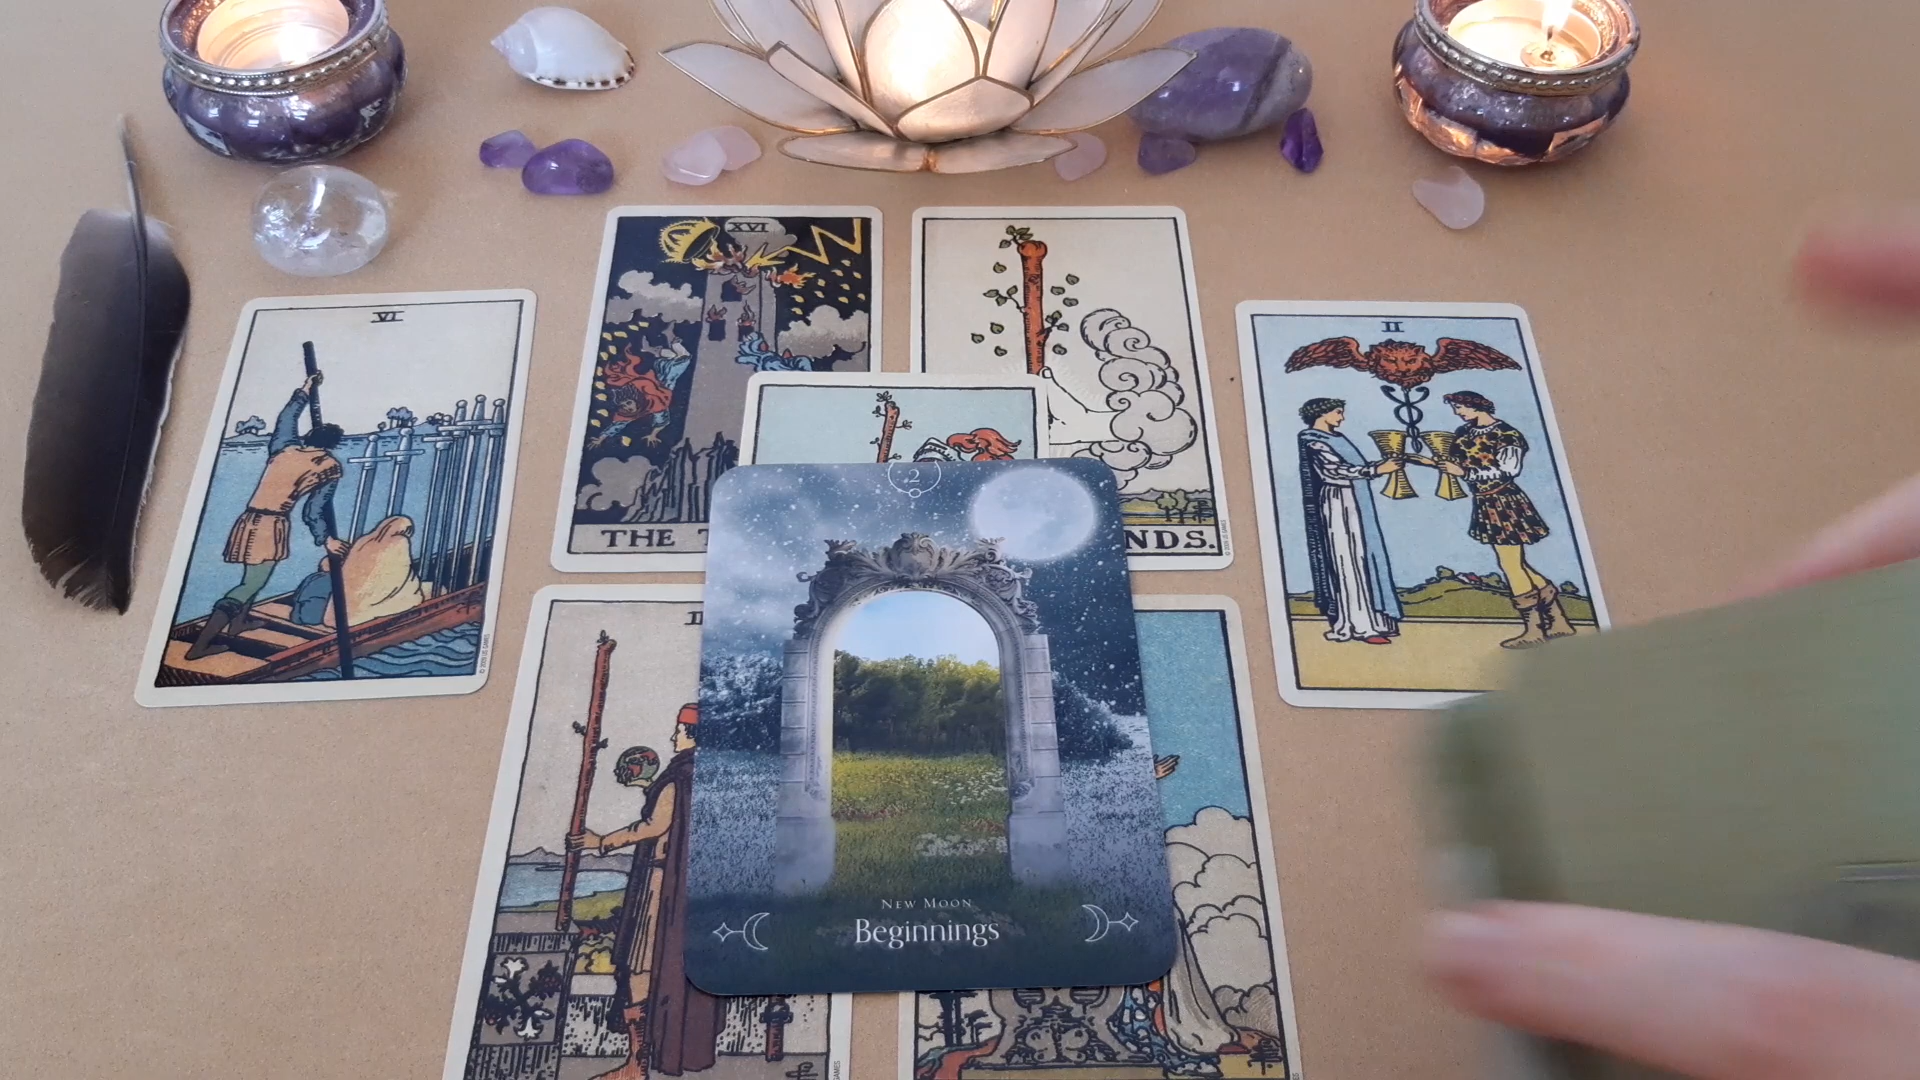 XVI
VI
II
THE T
NDS.
2
NEW MOON
Beginnings